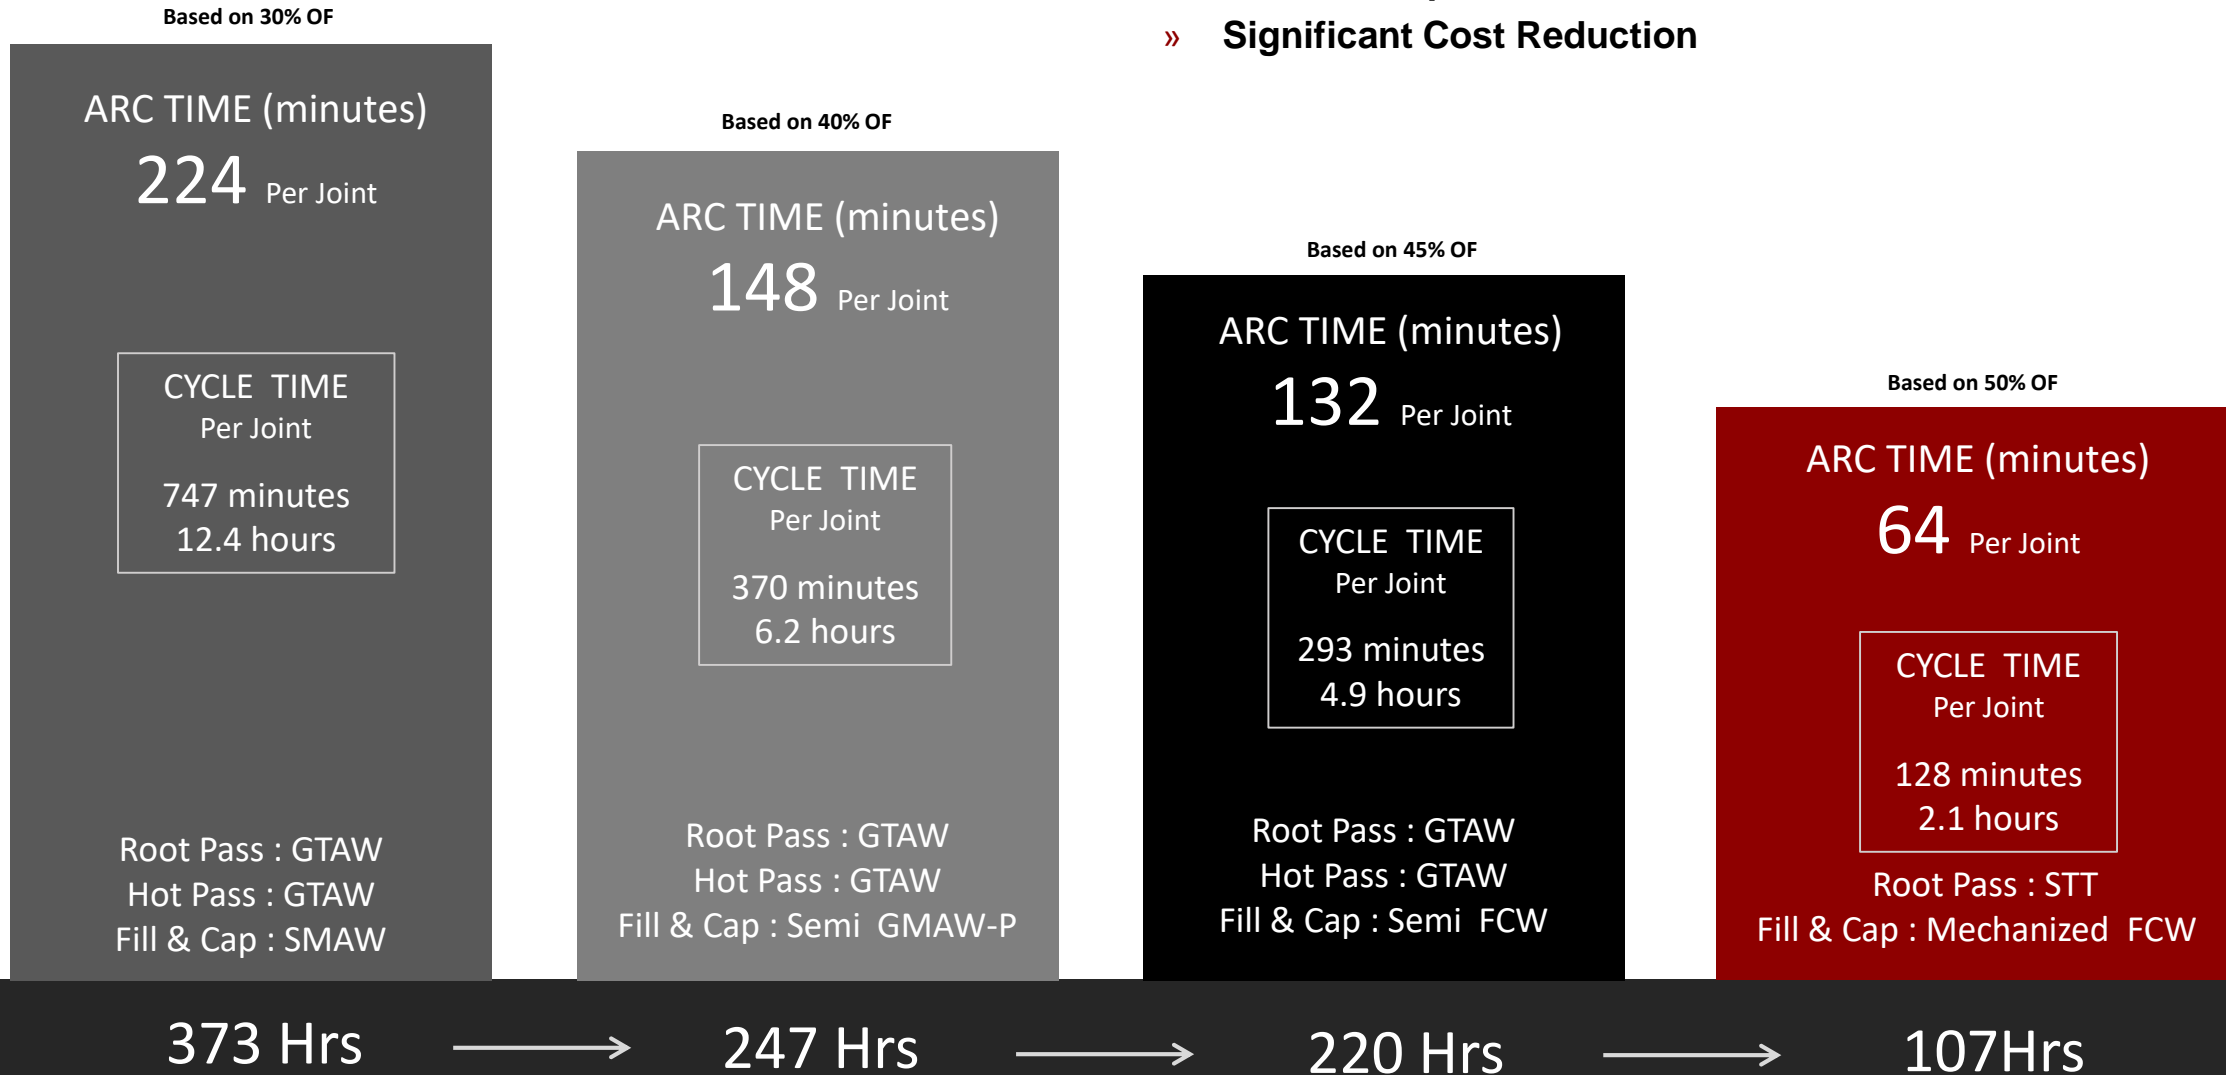 » Significant Cost Reduction
Based on 30% OF
ARC TIME (minutes)
224 Per Joint
CYCLE TIME
Per Joint
747 minutes
12.4 hours
Root Pass : GTAW
Hot Pass : GTAW
Fill & Cap : SMAW
373 Hrs
Based on 40% OF
ARC TIME (minutes)
148 Per Joint
CYCLE TIME
Per Joint
370 minutes
6.2 hours
Root Pass : GTAW
Hot Pass : GTAW
Fill & Cap : Semi GMAW-P
247 Hrs
Based on 45% OF
ARC TIME (minutes)
132 Per Joint
CYCLE TIME
Per Joint
293 minutes
4.9 hours
Root Pass : GTAW
Hot Pass : GTAW
Fill & Cap : Semi FCW
220 Hrs
Based on 50% OF
ARC TIME (minutes)
64 Per Joint
CYCLE TIME
Per Joint
128 minutes
2.1 hours
Root Pass : STT
Fill & Cap : Mechanized FCW
107Hrs